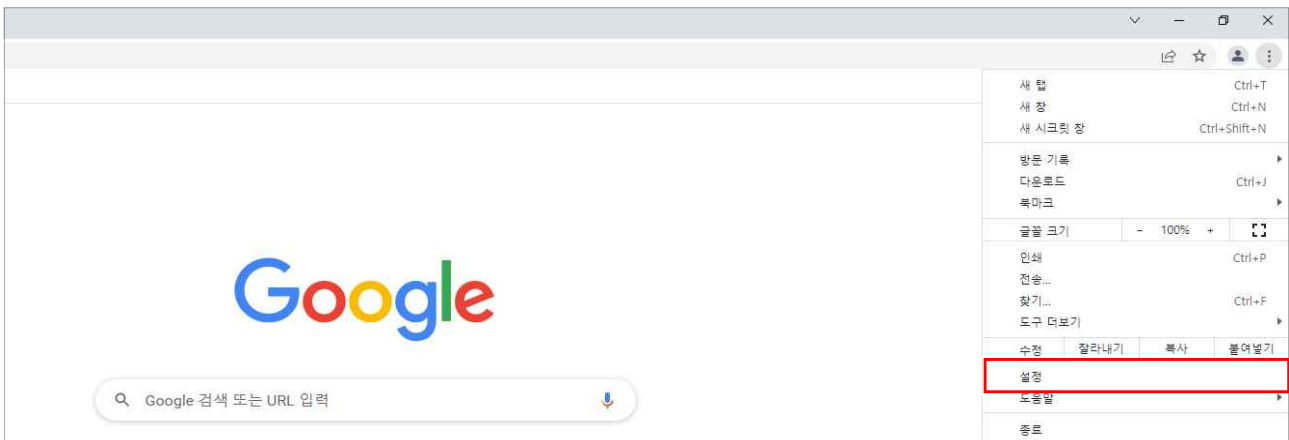 새 탭 Ctrl+T
새 창 Ctrl+N
새 시크릿 창 Ctrl+Shift+N
방문 기록
다운로드 Ctrl+J
북마크
글꼴 크기 - 100% +
인쇄 Ctrl+P
전송...
찾기... Ctrl+F
도구 더보기
수정 잘라내기 복사 붙여넣기
설정
도움말
종료
Google
Google 검색 또는 URL 입력